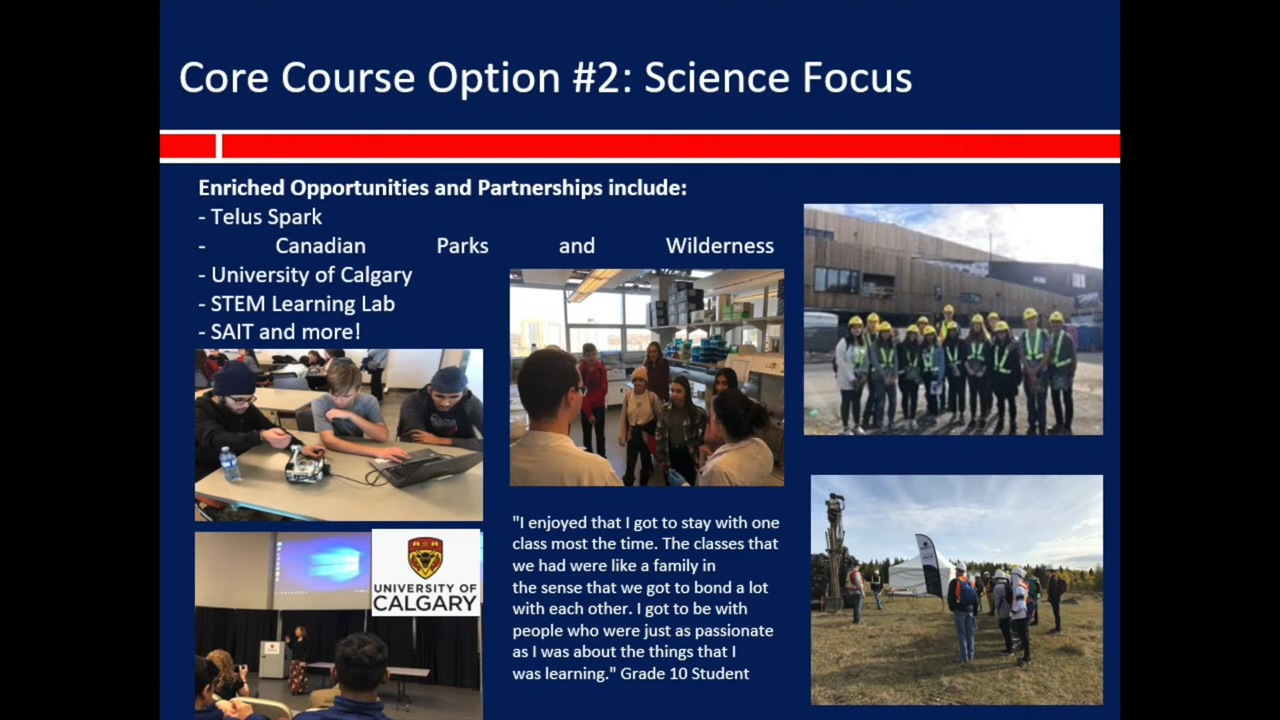 Core Course Option #2: Science Focus
Enriched Opportunities and Partnerships include:
- Telus Spark
- Canadian Parks and Wilderness
- University of Calgary
- STEM Learning Lab
- SAIT and more!
UNIVERSITY OF
CALGARY
"I enjoyed that I got to stay with one
class most the time. The classes that
we had were like a family in
the sense that we got to bond a lot
with each other. I got to be with
people who were just as passionate
as I was about the things that I
was learning." Grade 10 Student